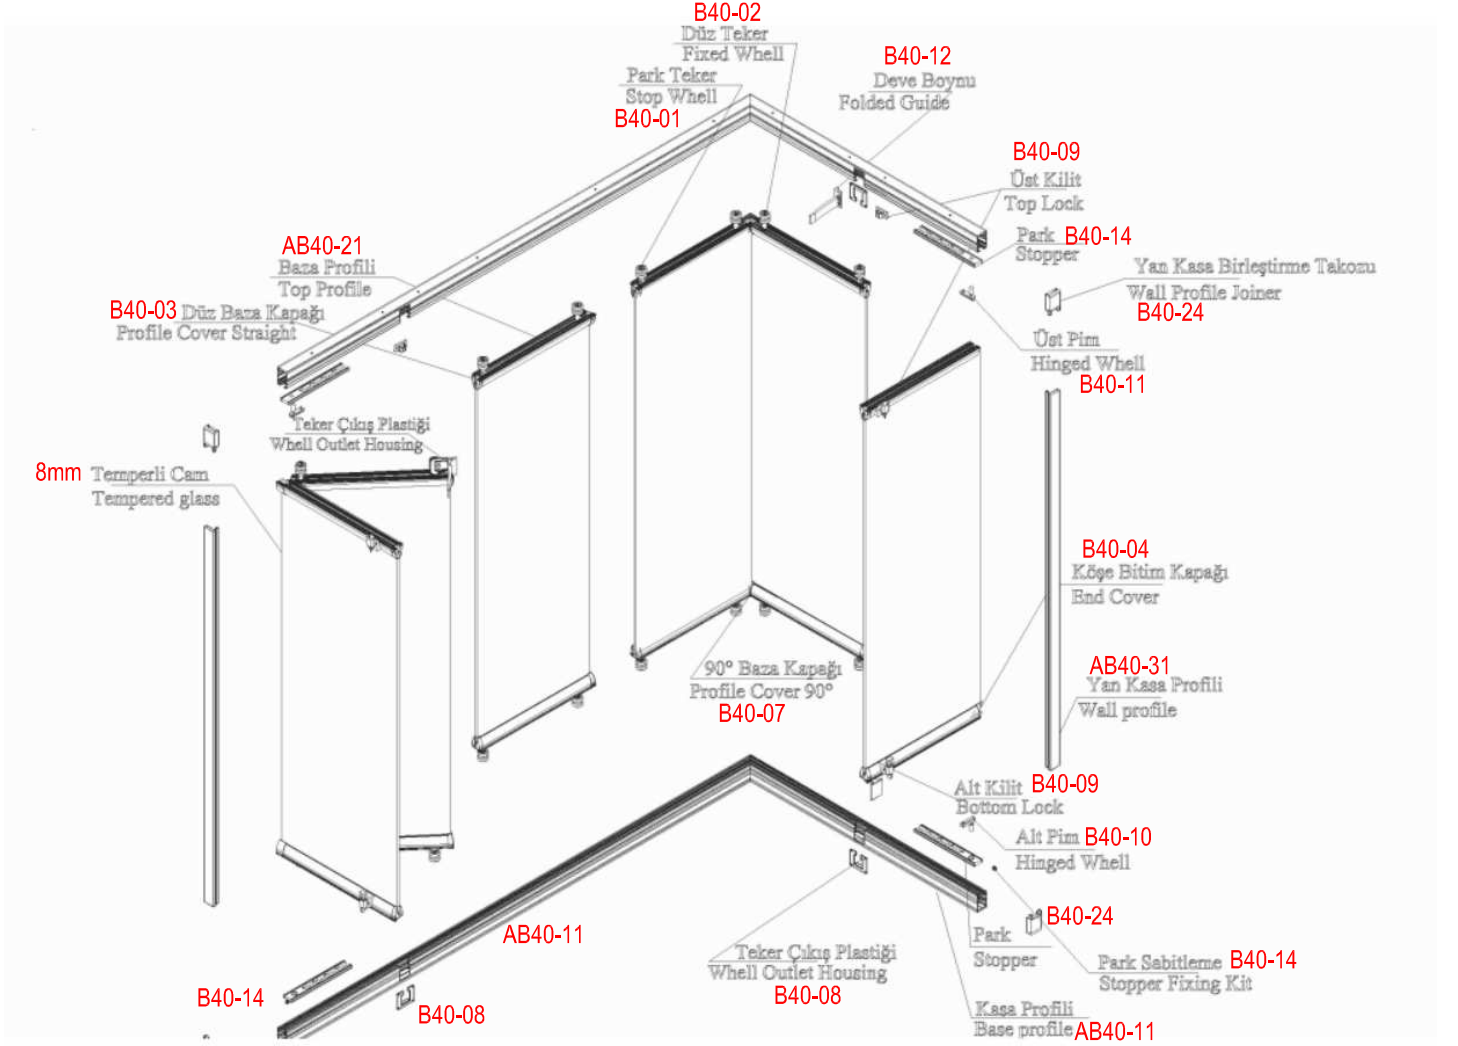 B40-02
Düz Teker
Fixed Whell
Park Teker
Stop Whell
B40-01
B40-12
Deve Boynu
Folded Guide
B40-09
Üst Kilit
Top Lock
Park B40-14
Stopper
Yan Kasa Birleştirme Takozu
Wall Profile Joiner
B40-24
Üst Pim
Hinged Whell
B40-11
AB40-21
Baza Profili
Top Profile
B40-03 Düz Baza Kapağı
Profile Cover Straight
Teker Çıkış Plastiği
Whell Outlet Housing
8mm Temperli Cam
Tempered glass
B40-04
Köşe Bitim Kapağı
End Cover
90° Baza Kapağı
Profile Cover 90°
B40-07
AB40-31
Yan Kasa Profili
Wall profile
Alt Kilit B40-09
Bottom Lock
Alt Pim B40-10
Hinged Whell
B40-24
AB40-11
Park
Stopper
Teker Çıkış Plastiği
Whell Outlet Housing
B40-08
Park Sabitleme B40-14
Stopper Fixing Kit
B40-14
B40-08
Kasa Profili
Base profile AB40-11